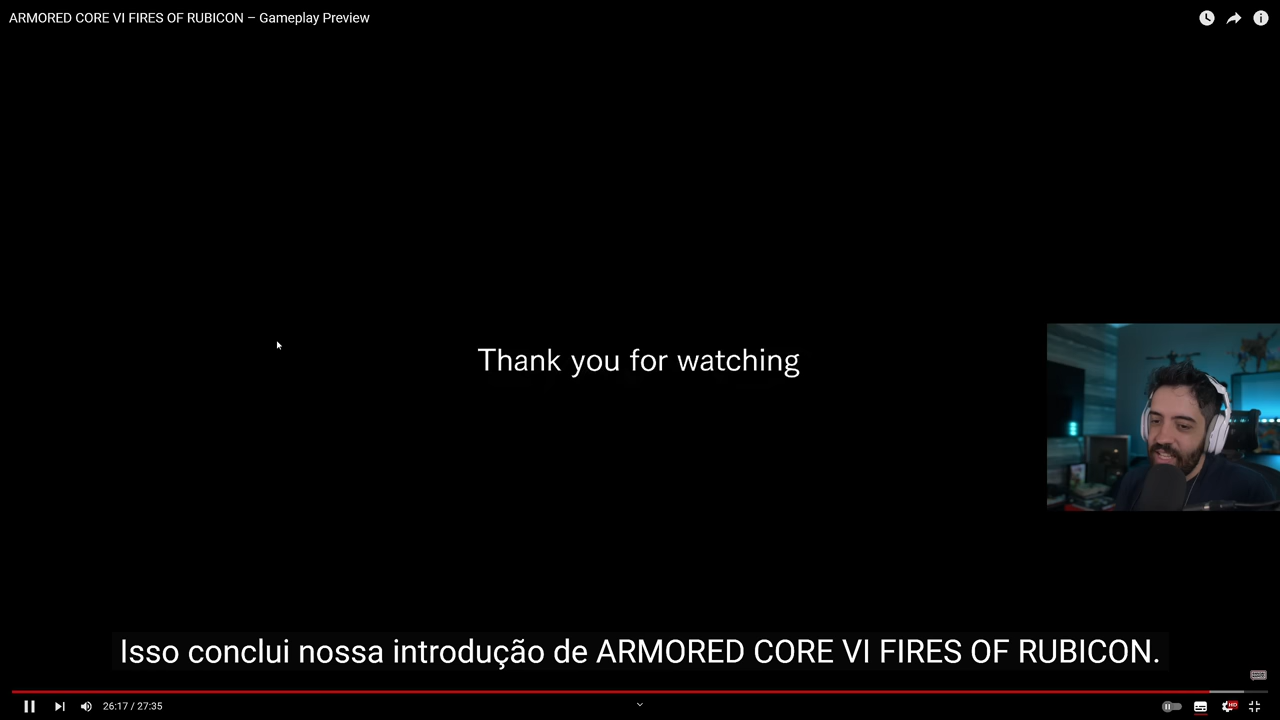 ARMORED CORE VI FIRES OF RUBICON – Gameplay Preview
Thank you for watching
Isso conclui nossa introdução de ARMORED CORE VI FIRES OF RUBICON.
26:17 / 27:35
HD